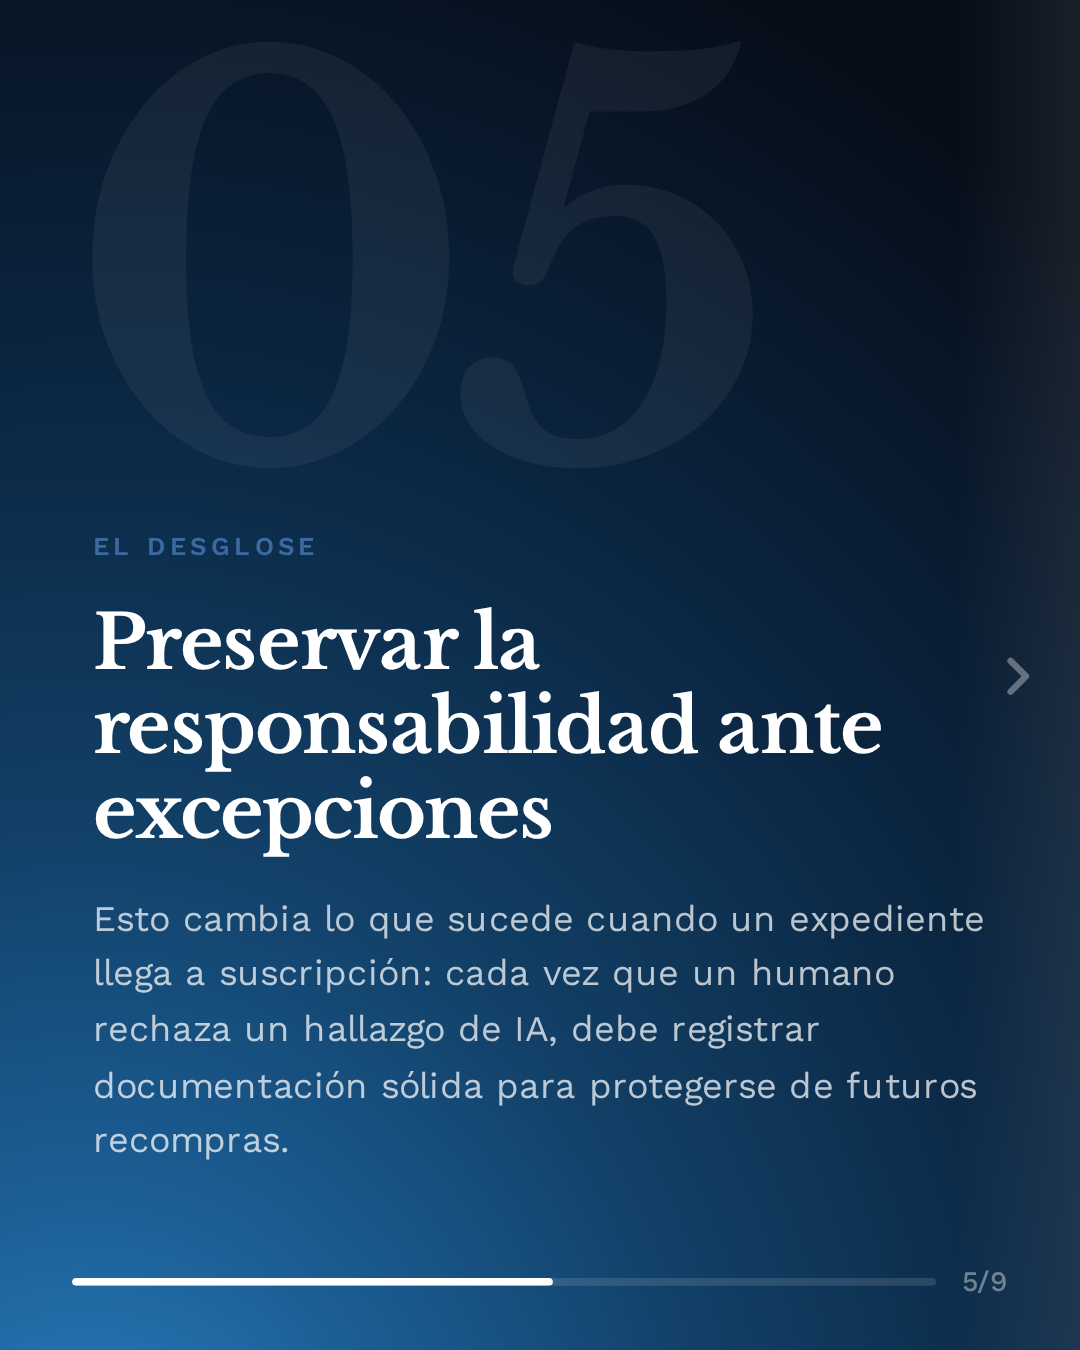 05
EL DESGLOSE
Preservar la
responsabilidad ante
excepciones
Esto cambia lo que sucede cuando un expediente
llega a suscripción: cada vez que un humano
rechaza un hallazgo de IA, debe registrar
documentación sólida para protegerse de futuros
recompras.
5/9